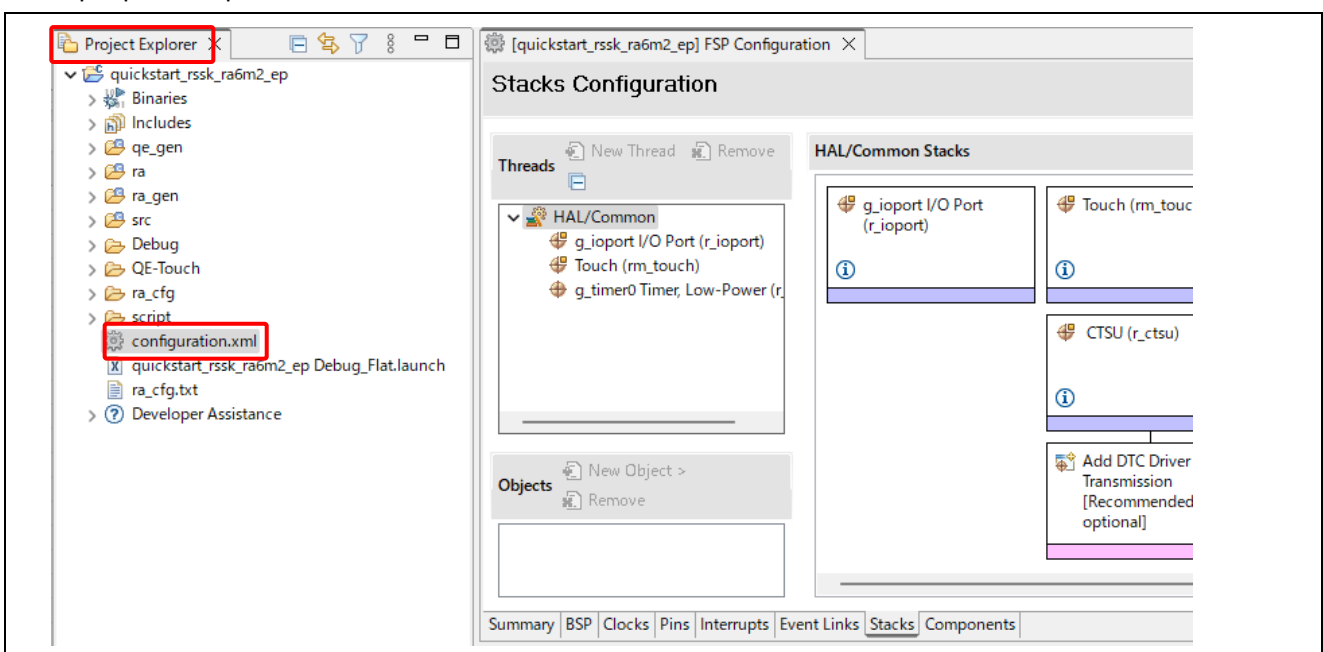 Project Explorer
quickstart_rssk_ra6m2_ep
Binaries
Includes
qe_gen
ra
ra_gen
src
Debug
QE-Touch
ra_cfg
script
configuration.xml
quickstart_rssk_ra6m2_ep Debug_Flat.launch
ra_cfg.txt
Developer Assistance
[quickstart_rssk_ra6m2_ep] FSP Configuration
Stacks Configuration
Threads
New Thread
Remove
HAL/Common
g_ioport I/O Port (r_ioport)
Touch (rm_touch)
g_timer0 Timer, Low-Power (r_
Objects
New Object >
Remove
HAL/Common Stacks
g_ioport I/O Port
(r_ioport)
Touch (rm_touc
CTSU (r_ctsu)
Add DTC Driver
Transmission
[Recommended
optional]
Summary BSP Clocks Pins Interrupts Event Links Stacks Components